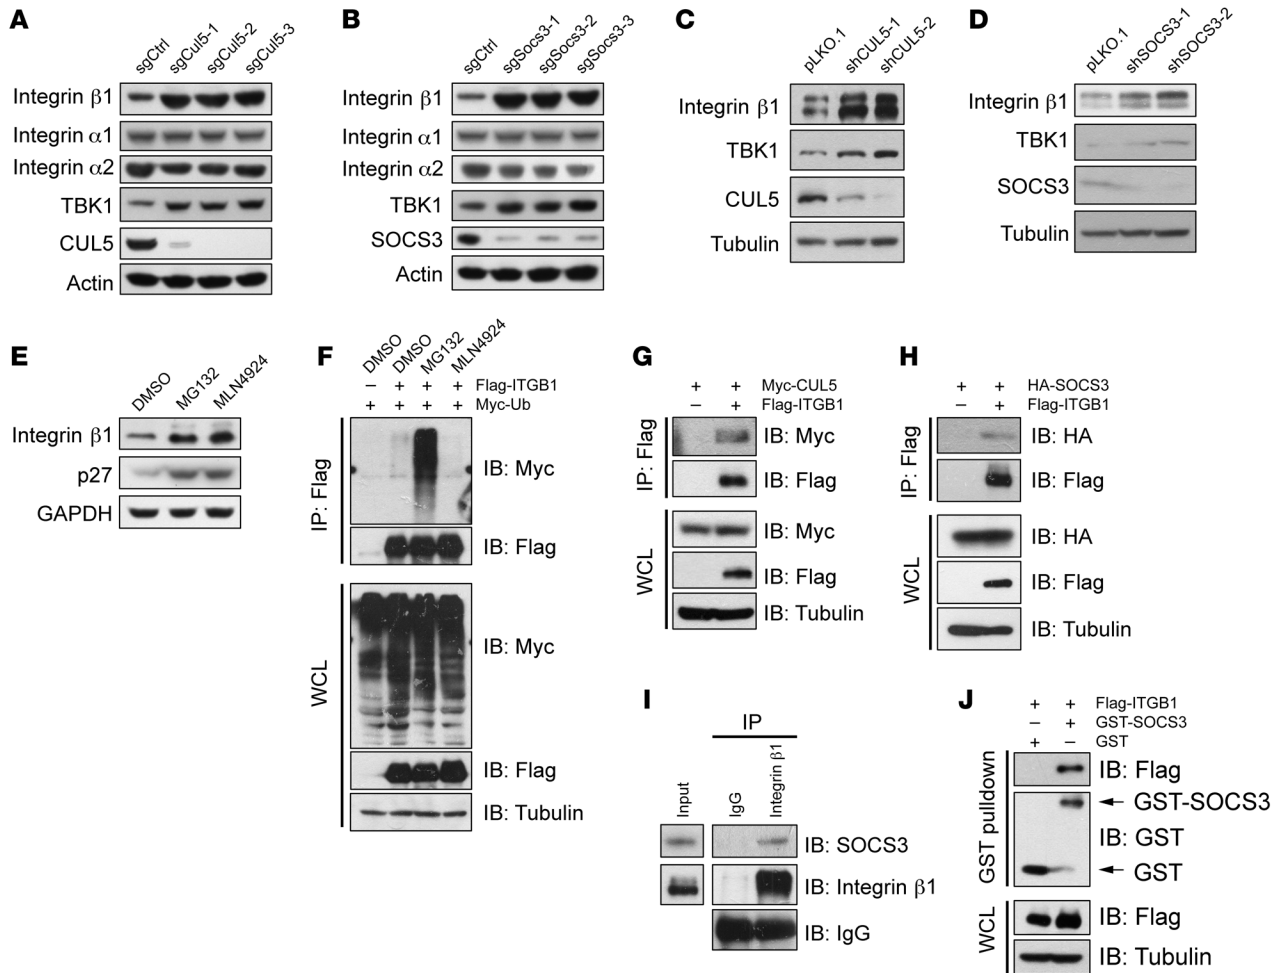 A
sgCtrl
sgCul5-1
sgCul5-2
sgCul5-3
Integrin β1
Integrin α1
Integrin α2
TBK1
CUL5
Actin
B
sgCtrl
sgSocs3-1
sgSocs3-2
sgSocs3-3
Integrin β1
Integrin α1
Integrin α2
TBK1
SOCS3
Actin
C
pLKO.1
shCUL5-1
shCUL5-2
Integrin β1
TBK1
CUL5
Tubulin
D
pLKO.1
shSOCS3-1
shSOCS3-2
Integrin β1
TBK1
SOCS3
Tubulin
E
DMSO
MG132
MLN4924
Integrin β1
p27
GAPDH
F
DMSO
DMSO
MG132
MLN4924
− + + + Flag-ITGB1
+ + + + Myc-Ub
IP: Flag
IB: Myc
IB: Flag
WCL
IB: Myc
IB: Flag
IB: Tubulin
G
+ + Myc-CUL5
− + Flag-ITGB1
IP: Flag
IB: Myc
IB: Flag
WCL
IB: Myc
IB: Flag
IB: Tubulin
H
+ + HA-SOCS3
− + Flag-ITGB1
IP: Flag
IB: HA
IB: Flag
WCL
IB: HA
IB: Flag
IB: Tubulin
I
IP
Input
IgG
Integrin β1
IB: SOCS3
IB: Integrin β1
IB: IgG
J
+ + Flag-ITGB1
− + GST-SOCS3
+ − GST
GST pulldown
IB: Flag
← GST-SOCS3
IB: GST
← GST
WCL
IB: Flag
IB: Tubulin